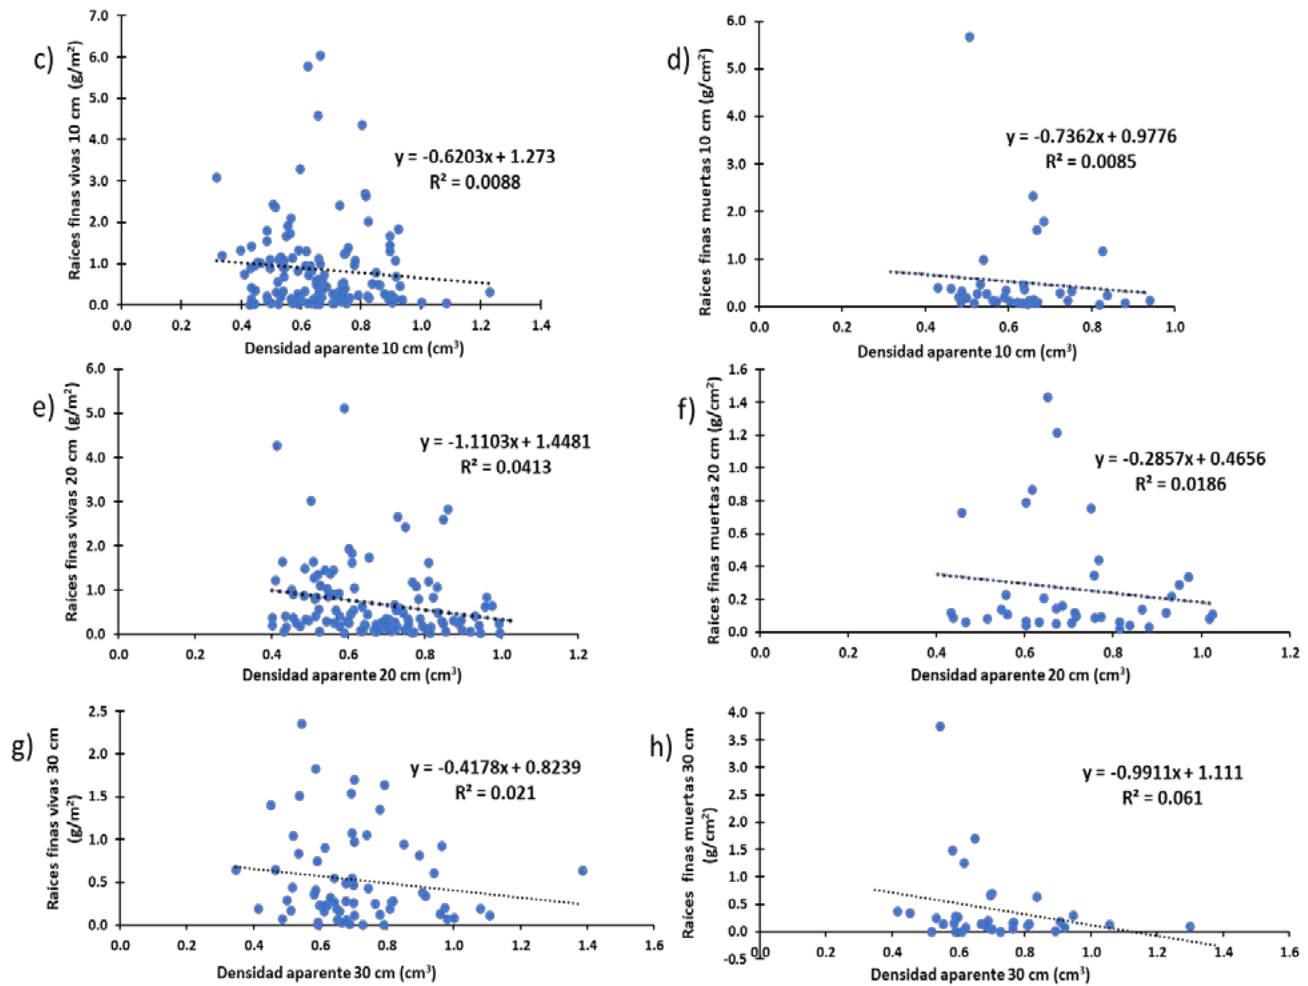 c)
Raíces finas vivas 10 cm (g/m²)
7.0
6.0
5.0
4.0
3.0
2.0
1.0
0.0
y = -0.6203x + 1.273
R² = 0.0088
0.0 0.2 0.4 0.6 0.8 1.0 1.2 1.4
Densidad aparente 10 cm (cm³)
d)
Raíces finas muertas 10 cm (g/cm²)
6.0
5.0
4.0
3.0
2.0
1.0
0.0
y = -0.7362x + 0.9776
R² = 0.0085
0.0 0.2 0.4 0.6 0.8 1.0
Densidad aparente 10 cm (cm³)
e)
Raíces finas vivas 20 cm (g/m²)
6.0
5.0
4.0
3.0
2.0
1.0
0.0
y = -1.1103x + 1.4481
R² = 0.0413
0.0 0.2 0.4 0.6 0.8 1.0 1.2
Densidad aparente 20 cm (cm³)
f)
Raíces finas muertas 20 cm (g/cm²)
1.6
1.4
1.2
1.0
0.8
0.6
0.4
0.2
0.0
y = -0.2857x + 0.4656
R² = 0.0186
0.0 0.2 0.4 0.6 0.8 1.0 1.2
Densidad aparente 20 cm (cm³)
g)
Raíces finas vivas 30 cm
(g/m²)
2.5
2.0
1.5
1.0
0.5
0.0
y = -0.4178x + 0.8239
R² = 0.021
0.0 0.2 0.4 0.6 0.8 1.0 1.2 1.4 1.6
Densidad aparente 30 cm (cm³)
h)
Raíces finas muertas 30 cm
(g/cm²)
4.0
3.5
3.0
2.5
2.0
1.5
1.0
0.5
0.0
-0.5
y = -0.9911x + 1.111
R² = 0.061
0.0 0.2 0.4 0.6 0.8 1.0 1.2 1.4 1.6
Densidad aparente 30 cm (cm³)